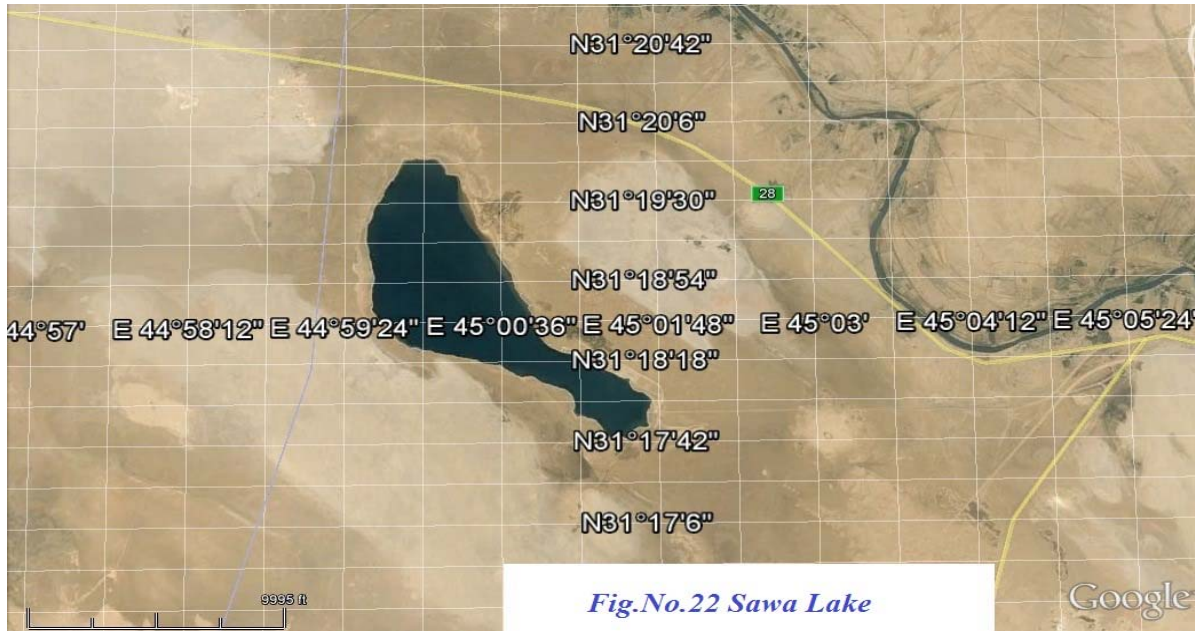 N31°20'42"
N31°20'6"
28
N31°19'30"
N31°18'54"
44°57' E 44°58'12" E 44°59'24" E 45°00'36" E 45°01'48" E 45°03' E 45°04'12" E 45°05'24"
N31°18'18"
N31°17'42"
N31°17'6"
9995 ft
Fig.No.22 Sawa Lake
Google